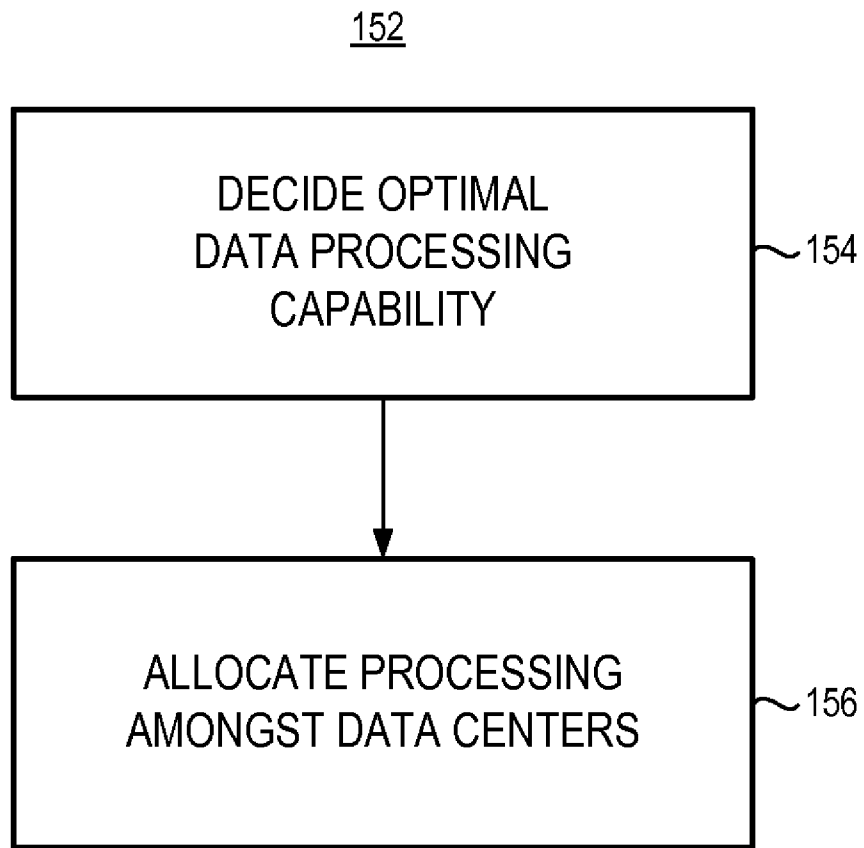 152
DECIDE OPTIMAL
DATA PROCESSING
CAPABILITY
154
ALLOCATE PROCESSING
AMONGST DATA CENTERS
156